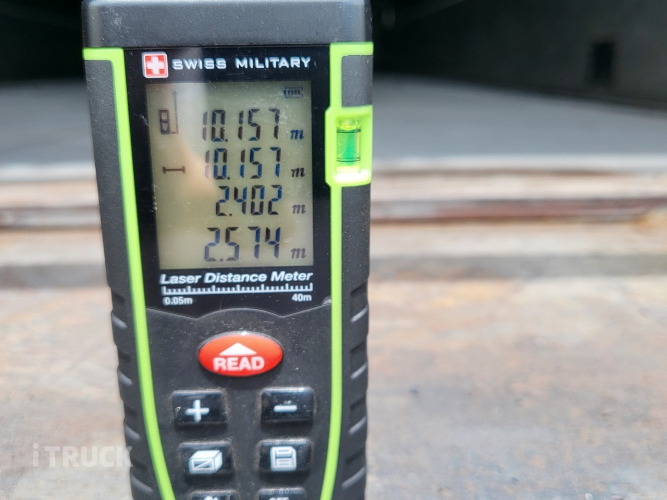 SWISS MILITARY
10.157 m
10.157 m
2.402 m
2.574 m
Laser Distance Meter
0.05m 40m
READ
+ −
iTRUCK